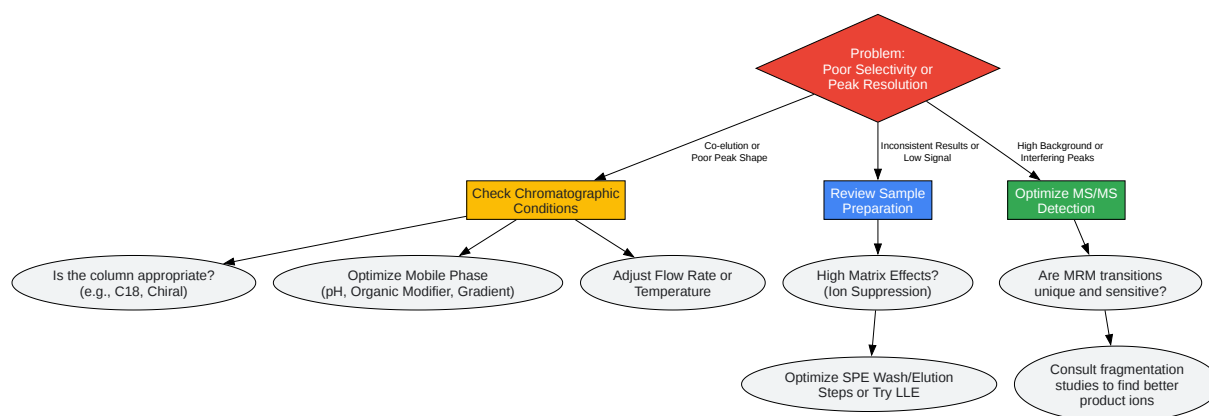 Problem:
Poor Selectivity or
Peak Resolution
Co-elution or
Poor Peak Shape
Inconsistent Results or
Low Signal
High Background or
Interfering Peaks
Check Chromatographic
Conditions
Review Sample
Preparation
Optimize MS/MS
Detection
Is the column appropriate?
(e.g., C18, Chiral)
Optimize Mobile Phase
(pH, Organic Modifier, Gradient)
Adjust Flow Rate or
Temperature
High Matrix Effects?
(Ion Suppression)
Are MRM transitions
unique and sensitive?
Optimize SPE Wash/Elution
Steps or Try LLE
Consult fragmentation
studies to find better
product ions